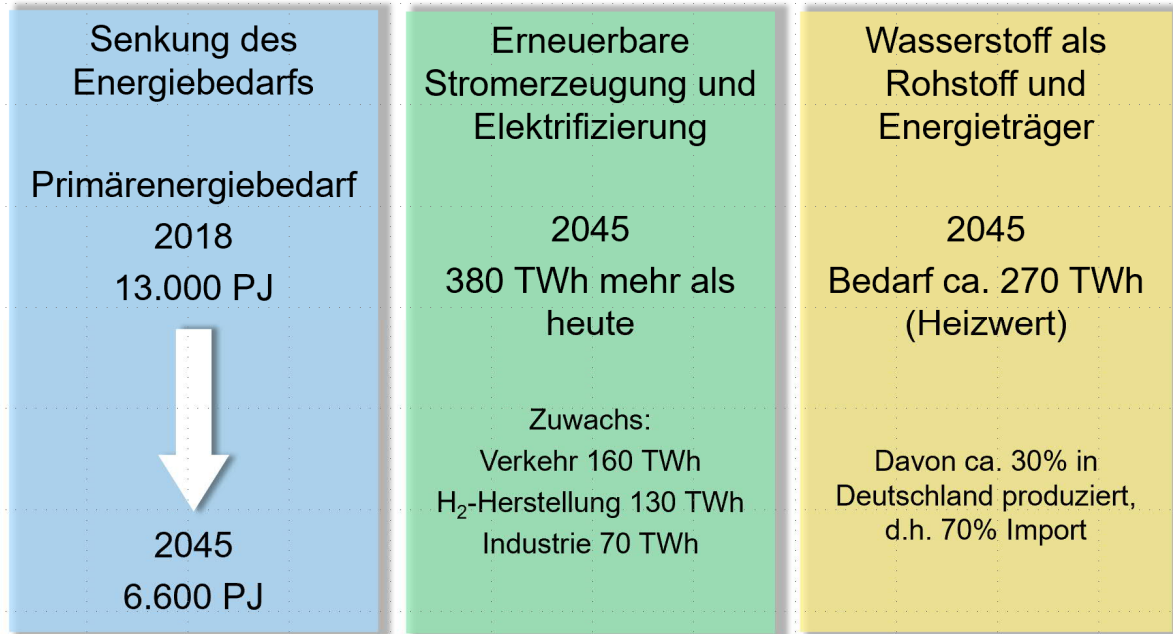 Senkung des
Energiebedarfs
Primärenergiebedarf
2018
13.000 PJ
2045
6.600 PJ
Erneuerbare
Stromerzeugung und
Elektrifizierung
2045
380 TWh mehr als
heute
Zuwachs:
Verkehr 160 TWh
H₂-Herstellung 130 TWh
Industrie 70 TWh
Wasserstoff als
Rohstoff und
Energieträger
2045
Bedarf ca. 270 TWh
(Heizwert)
Davon ca. 30% in
Deutschland produziert,
d.h. 70% Import